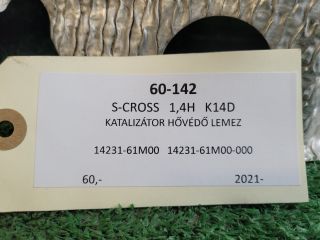 60-142
S-CROSS 1,4H K14D
KATALIZÁTOR HŐVÉDŐ LEMEZ
14231-61M00 14231-61M00-000
60,- 2021-